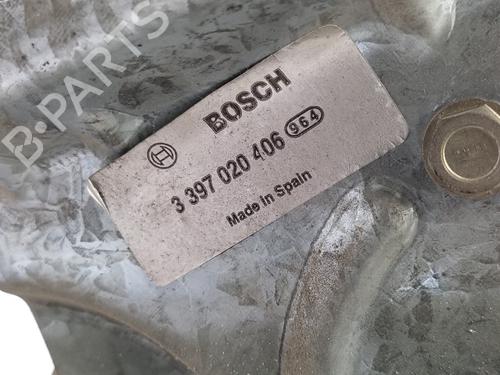 B-PARTS
BOSCH
3 397 020 406 964
Made in Spain